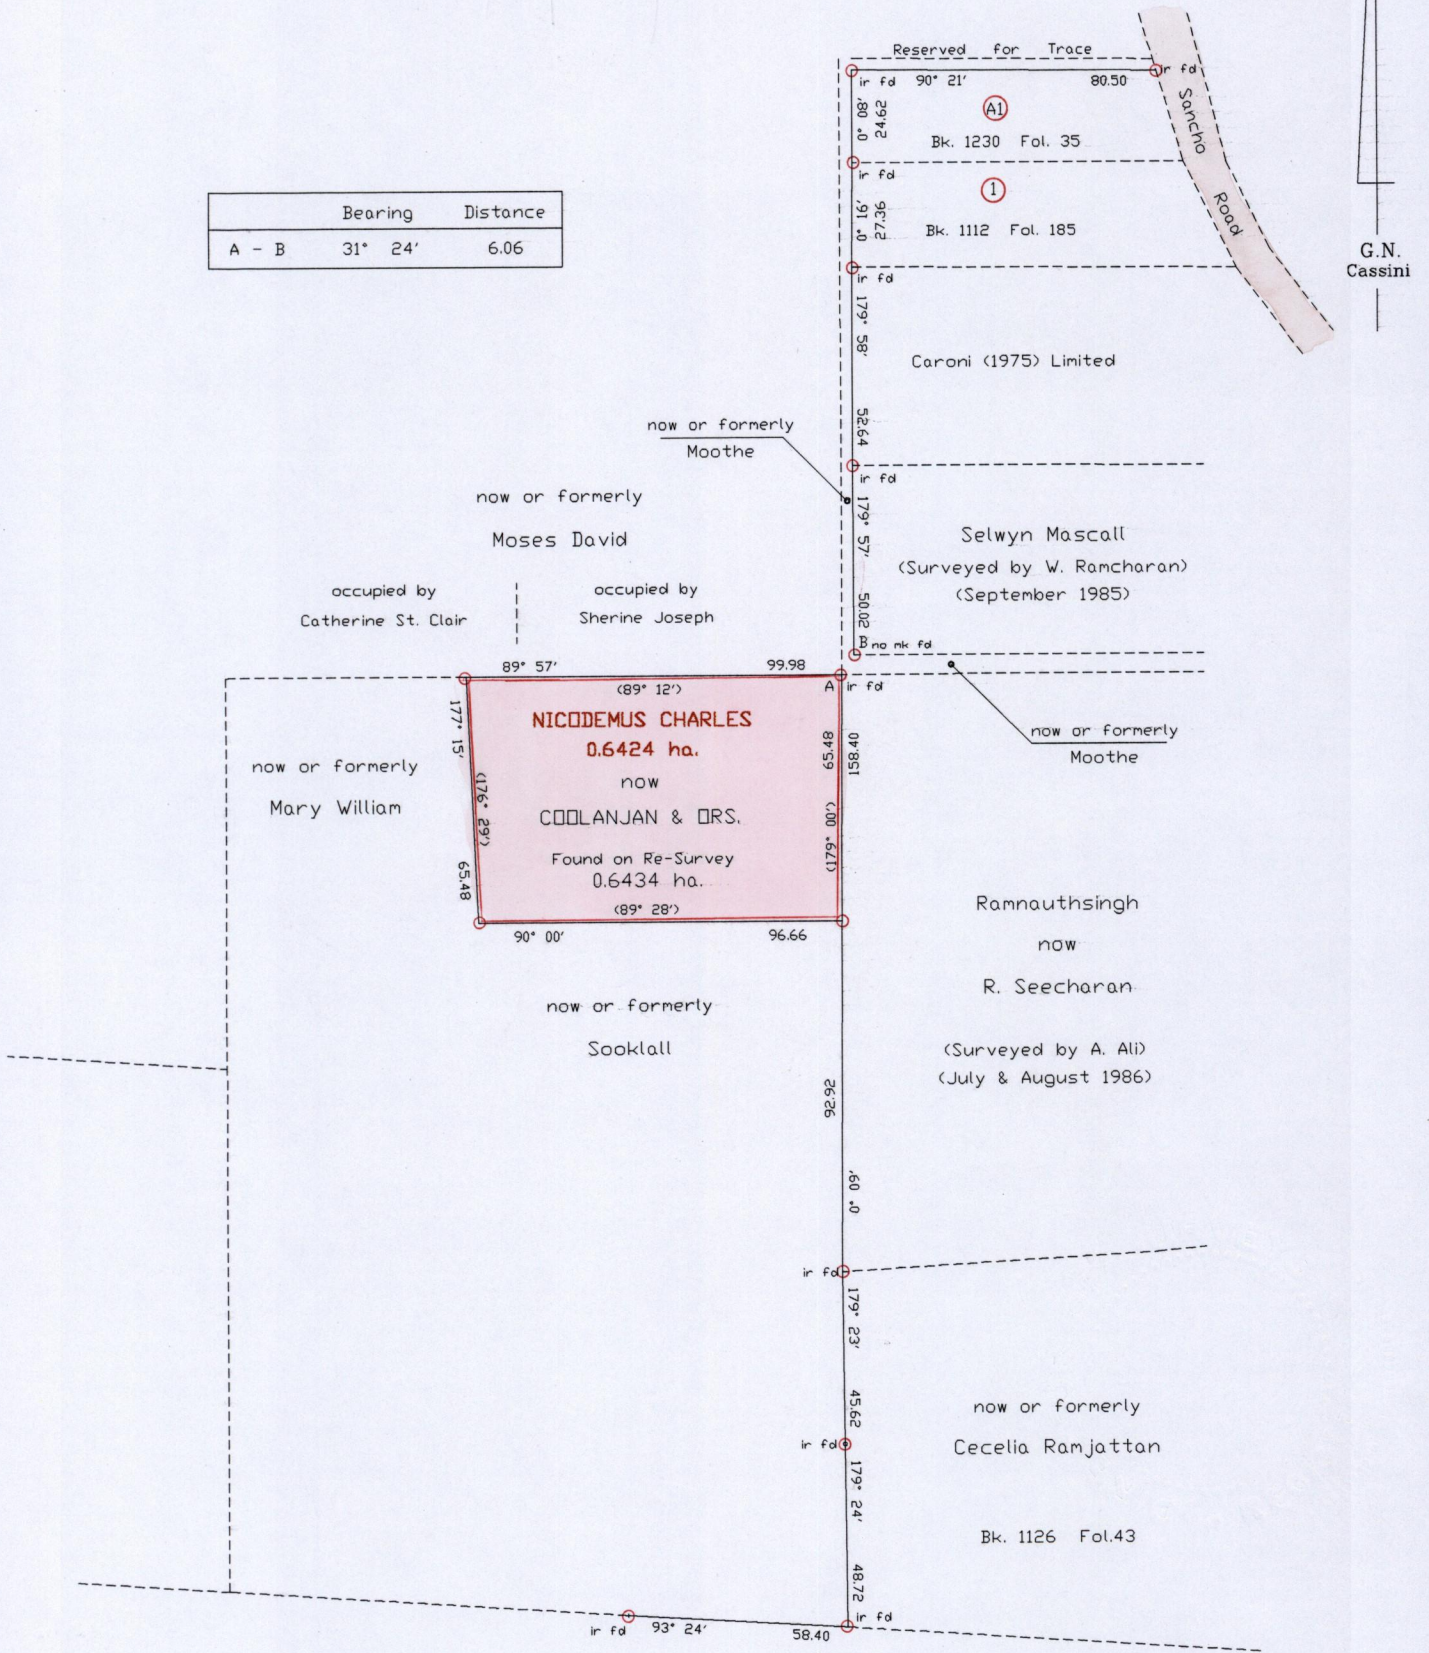 Reserved for Trace
ir fd 90° 21' 80.50 ir fd
0° 08' 24.62
A1
Bk. 1230 Fol. 35
Sancho Road
ir fd
0° 16' 27.36
1
Bk. 1112 Fol. 185
ir fd
G.N.
Cassini
Bearing Distance
A - B 31° 24' 6.06
179° 58' 52.64
Caroni (1975) Limited
now or formerly
Moothe
ir fd
179° 57' 50.02
Selwyn Mascall
(Surveyed by W. Ramcharan)
(September 1985)
now or formerly
Moses David
occupied by
Catherine St. Clair
occupied by
Sherine Joseph
B no mk fd
89° 57' 99.98
(89° 12')
A ir fd
now or formerly
Moothe
177° 15'
(176° 29')
65.48
NICODEMUS CHARLES
0.6424 ha.
now
COOLANJAN & ORS.
Found on Re-Survey
0.6434 ha.
(89° 28')
65.48
158.40
(179° 00')
now or formerly
Mary William
90° 00' 96.66
now or formerly
Sooklall
Ramnauthsingh
now
R. Seecharan
(Surveyed by A. Ali)
(July & August 1986)
92.92
0° 09'
ir fd
179° 23' 45.62
ir fd
now or formerly
Cecelia Ramjattan
179° 24' 48.72
Bk. 1126 Fol.43
ir fd
ir fd 93° 24' 58.40